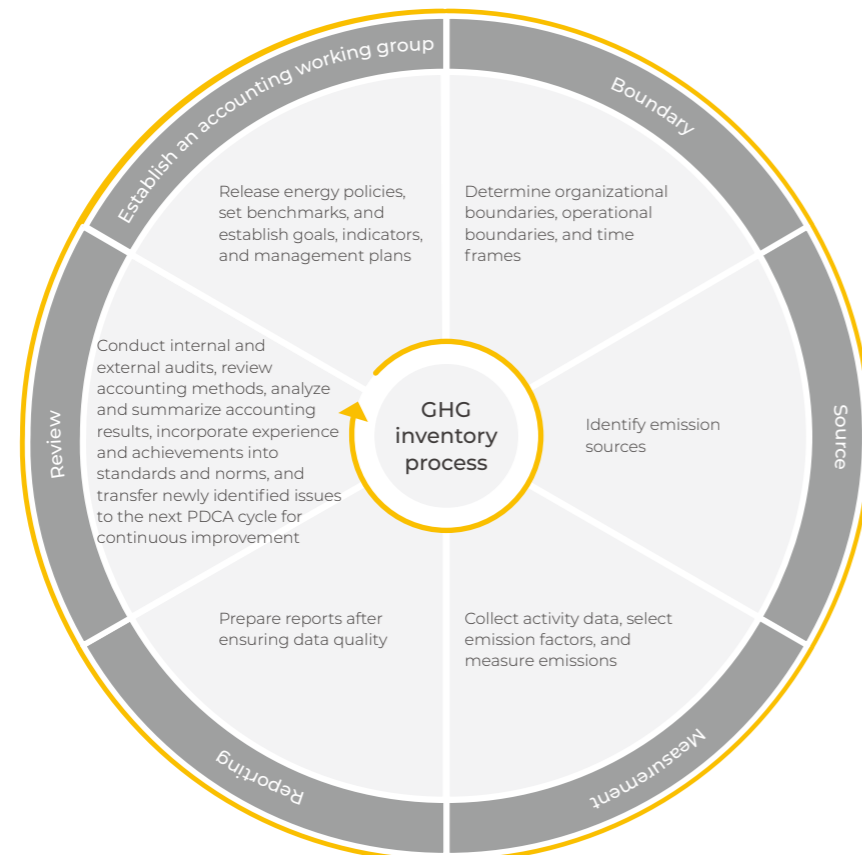 Establish an accounting working group
Release energy policies,
set benchmarks, and
establish goals, indicators,
and management plans
Boundary
Determine organizational
boundaries, operational
boundaries, and time
frames
Source
Identify emission
sources
Measurement
Collect activity data, select
emission factors, and
measure emissions
Reporting
Prepare reports after
ensuring data quality
Review
Conduct internal and
external audits, review
accounting methods, analyze
and summarize accounting
results, incorporate experience
and achievements into
standards and norms, and
transfer newly identified issues
to the next PDCA cycle for
continuous improvement
GHG
inventory
process